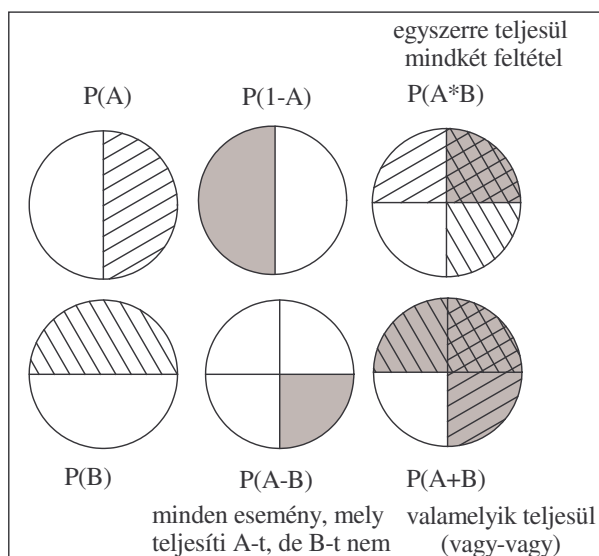 egyszerre teljesül
mindkét feltétel
P(A)
P(1-A)
P(A*B)
P(B)
P(A-B)
P(A+B)
minden esemény, mely
teljesíti A-t, de B-t nem
valamelyik teljesül
(vagy-vagy)